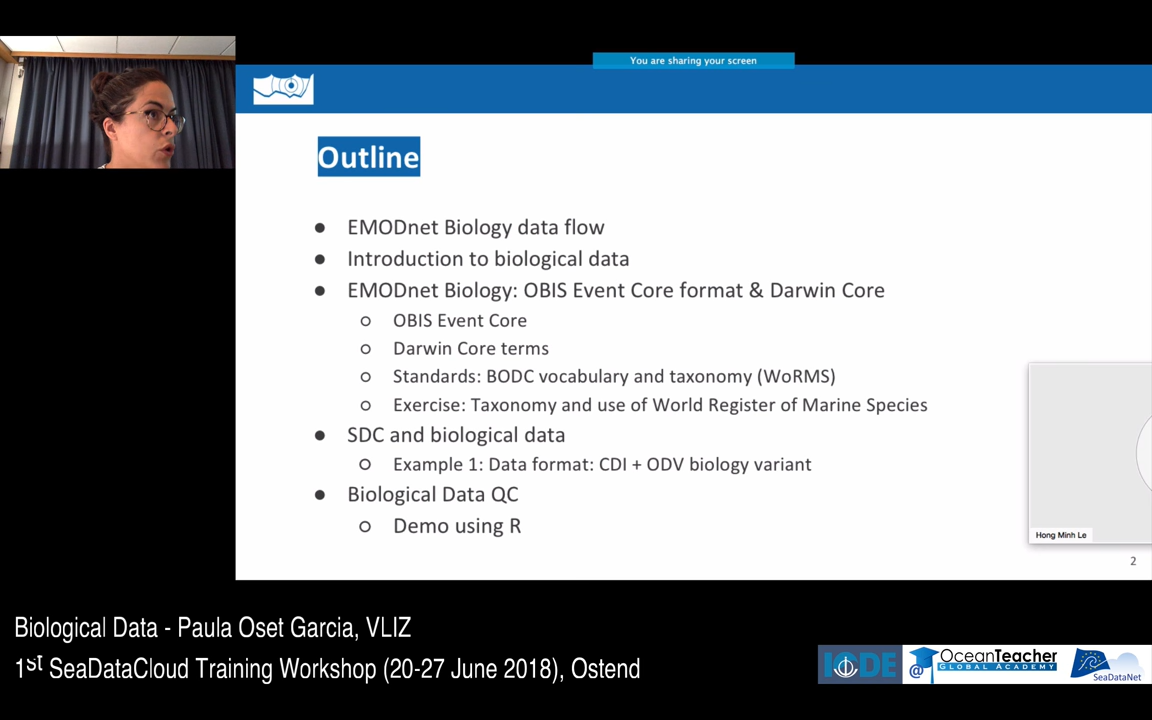 You are sharing your screen
Outline
● EMODnet Biology data flow
● Introduction to biological data
● EMODnet Biology: OBIS Event Core format & Darwin Core
○ OBIS Event Core
○ Darwin Core terms
○ Standards: BODC vocabulary and taxonomy (WoRMS)
○ Exercise: Taxonomy and use of World Register of Marine Species
● SDC and biological data
○ Example 1: Data format: CDI + ODV biology variant
● Biological Data QC
○ Demo using R
Hong Minh Le
2
Biological Data - Paula Oset Garcia, VLIZ
1st SeaDataCloud Training Workshop (20-27 June 2018), Ostend
IODE
@
OceanTeacher
GLOBAL ACADEMY
SeaDataNet